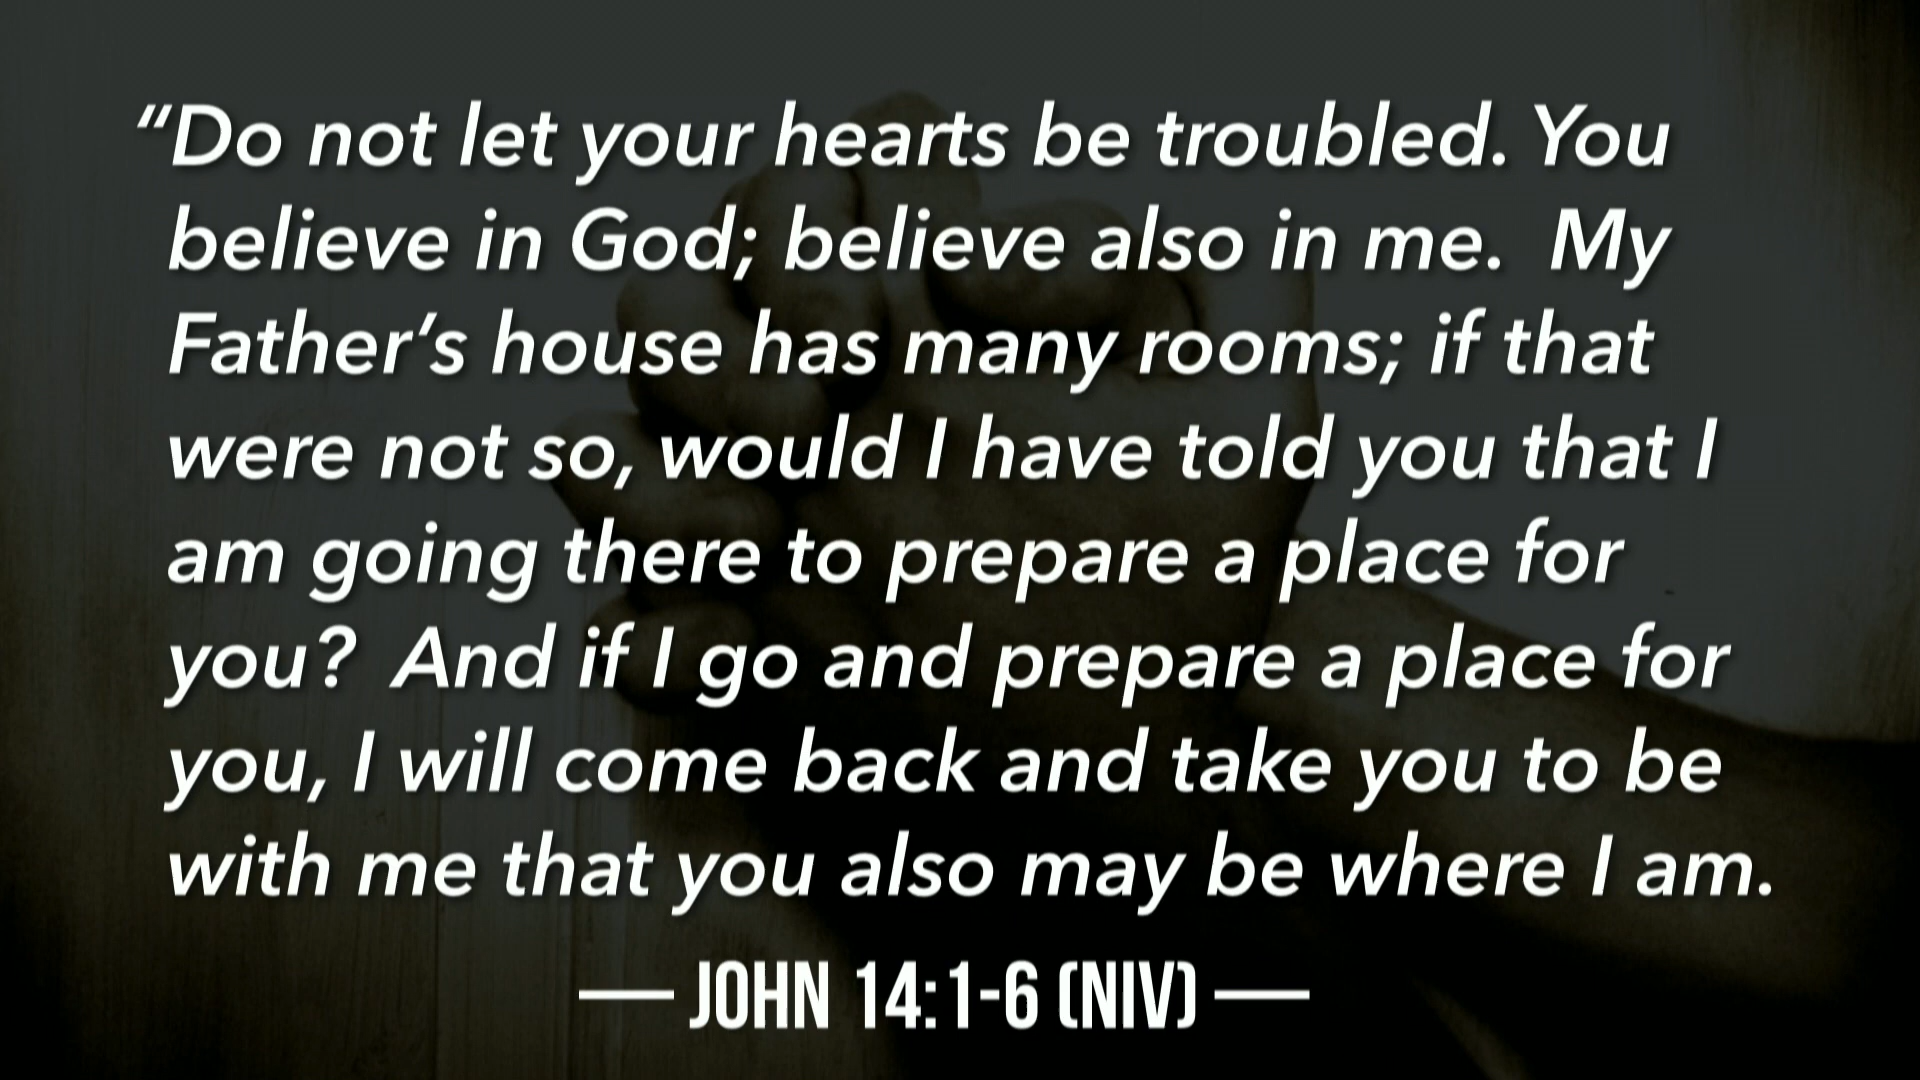 “Do not let your hearts be troubled. You
believe in God; believe also in me.  My
Father’s house has many rooms; if that
were not so, would I have told you that I
am going there to prepare a place for
you?  And if I go and prepare a place for
you, I will come back and take you to be
with me that you also may be where I am.
— JOHN 14:1-6 (NIV) —